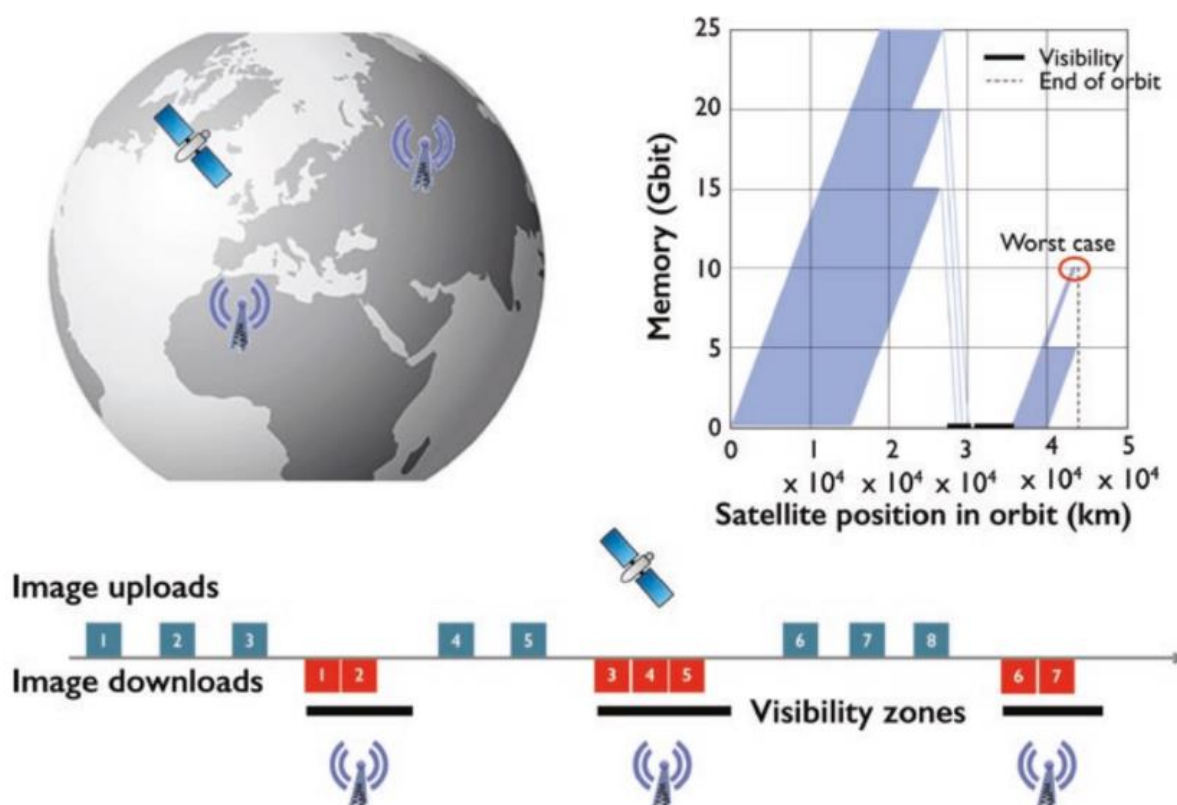 25
20
15
10
5
0
Memory (Gbit)
Visibility
End of orbit
Worst case
0 1 2 3 4 5
x 10⁴ x 10⁴ x 10⁴ x 10⁴ x 10⁴
Satellite position in orbit (km)
Image uploads
1 2 3 4 5 6 7 8
Image downloads
1 2 3 4 5 6 7
Visibility zones